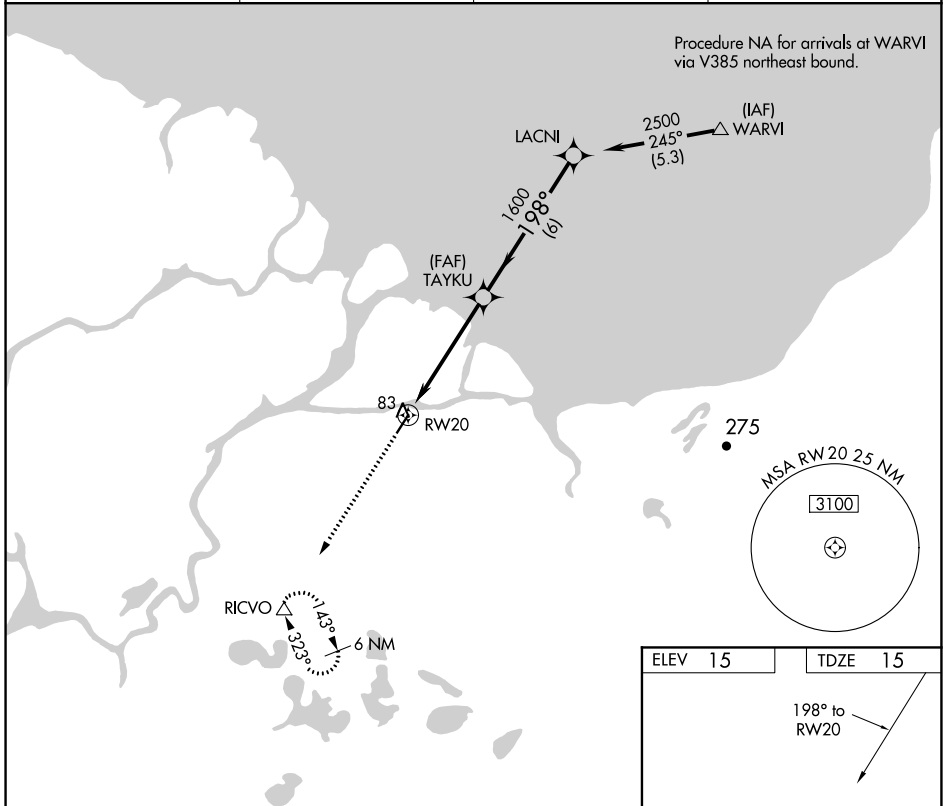 Procedure NA for arrivals at WARVI
via V385 northeast bound.
(IAF)
WARVI
2500
245°
(5.3)
LACNI
1600
198°
(6)
(FAF)
TAYKU
83
RW20
275
MSA RW20 25 NM
3100
RICVO
143°
323°
6 NM
ELEV 15
TDZE 15
198° to
RW20